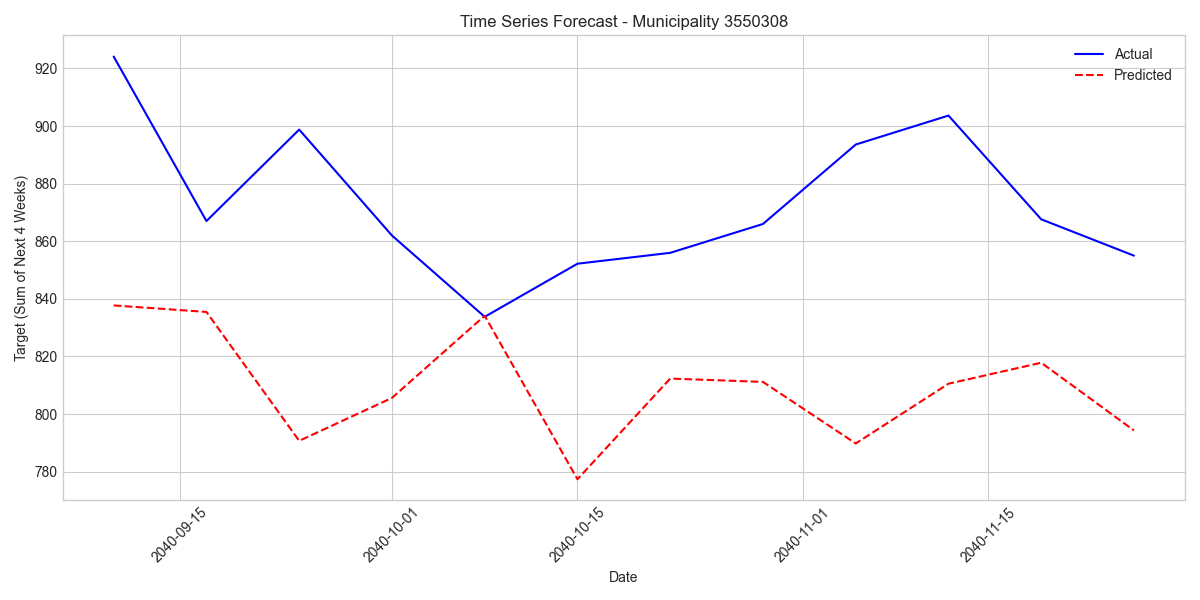 Time Series Forecast - Municipality 3550308
Actual
Predicted
Target (Sum of Next 4 Weeks)
920
900
880
860
840
820
800
780
2040-09-15
2040-10-01
2040-10-15
2040-11-01
2040-11-15
Date